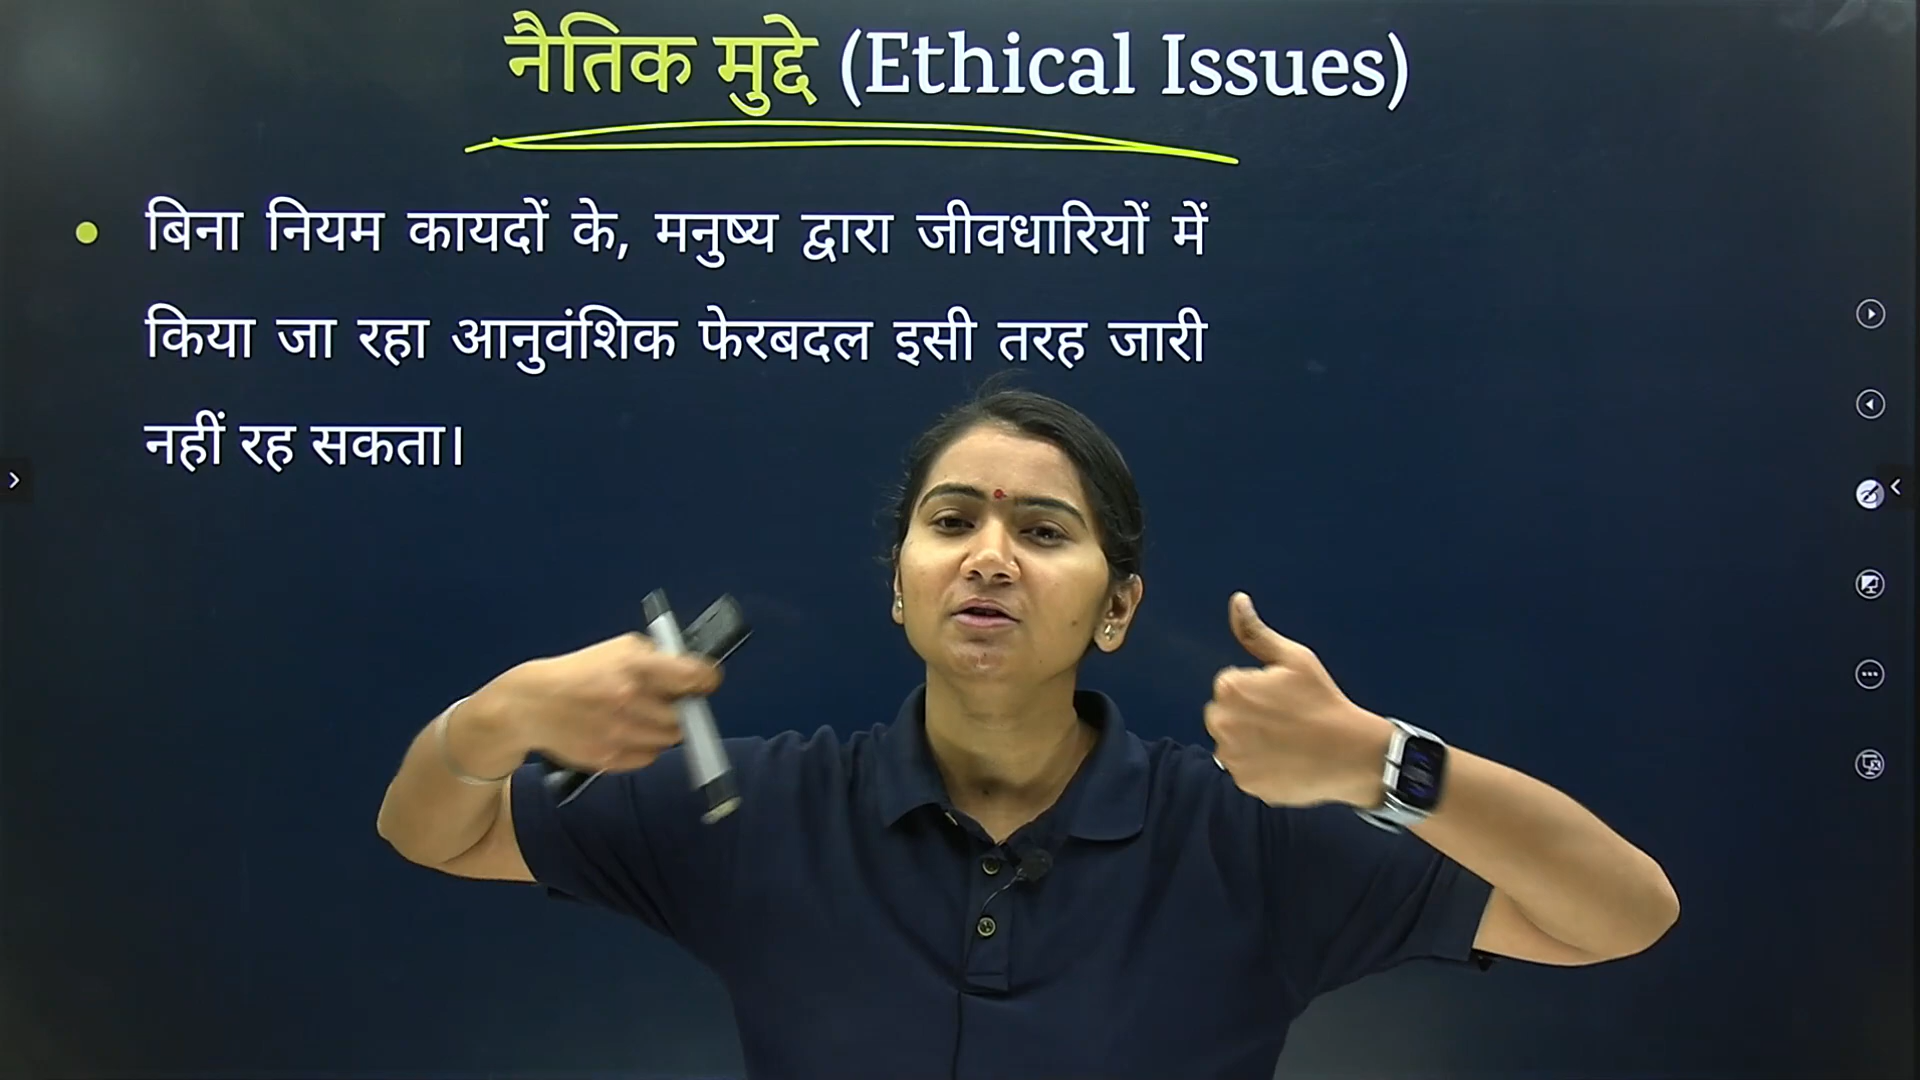 नैतिक मुद्दे (Ethical Issues)
बिना नियम कायदों के, मनुष्य द्वारा जीवधारियों में
किया जा रहा आनुवंशिक फेरबदल इसी तरह जारी
नहीं रह सकता।